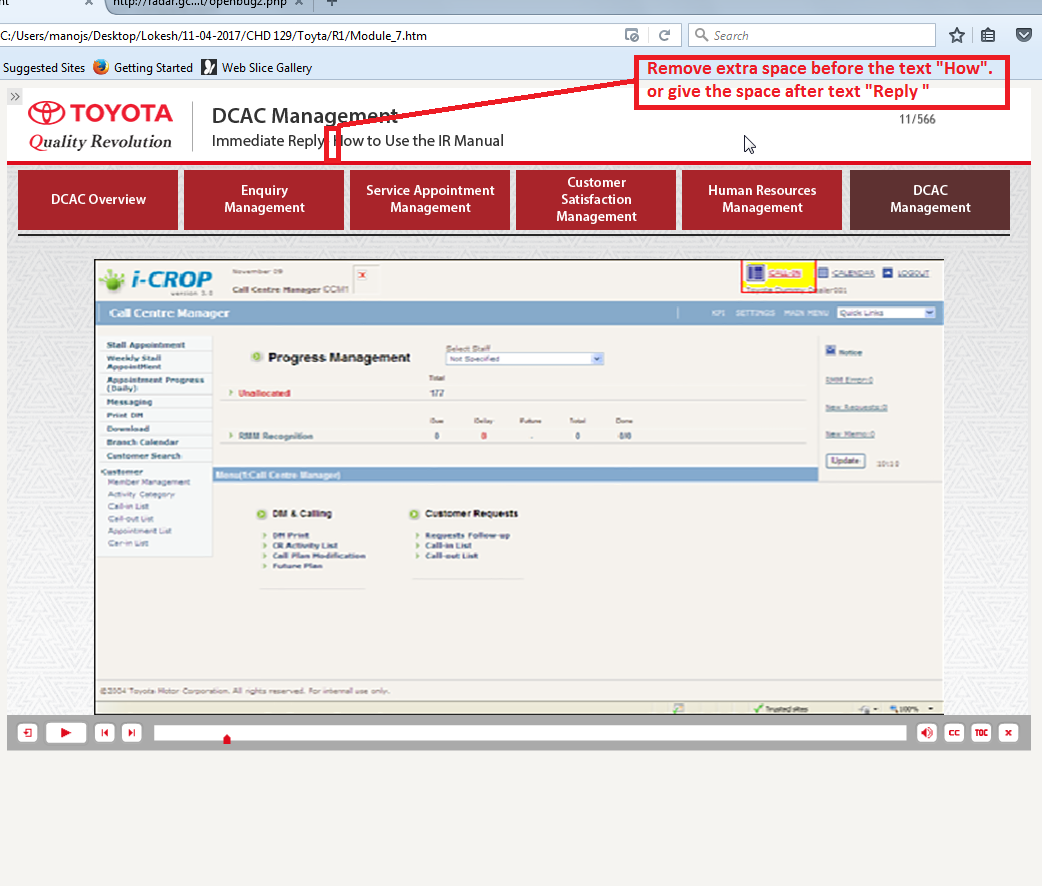 http://radar.gc...t/openbug2.php
C:/Users/manojs/Desktop/Lokesh/11-04-2017/CHD 129/Toyta/R1/Module_7.htm
Search
Suggested Sites
Getting Started
Web Slice Gallery
Remove extra space before the text "How".
or give the space after text "Reply "
TOYOTA
Quality Revolution
DCAC Management
Immediate Reply
How to Use the IR Manual
11/566
DCAC Overview
Enquiry
Management
Service Appointment
Management
Customer
Satisfaction
Management
Human Resources
Management
DCAC
Management
i-CROP
version 3.0
November 09
Call Centre Manager CCM1
CALL-IN
CALENDAR
LOGOUT
Toyota Dummy Dealer001
Call Centre Manager
KPI SETTINGS MAIN MENU Quick Links
Stall Appointment
Weekly Stall
Appointment
Appointment Progress
(Daily)
Messaging
Print DM
Download
Branch Calendar
Customer Search
Customer
Member Management
Activity Category
Call-in List
Call-out List
Appointment List
Car-in List
Progress Management
Select Staff
Not Specified
Total
Unallocated
177
Due Delay Future Total Done
RMM Recognition 0 0 - 0 0/0
Notice
SMM Error:0
New Requests:0
New Memo:0
Update
Menu(1:Call Centre Manager)
DM & Calling
DM Print
CR Activity List
Call Plan Modification
Future Plan
Customer Requests
Requests Follow-up
Call-in List
Call-out List
©2004 Toyota Motor Corporation. All rights reserved. For internal use only.
Trusted sites
100%
CC
TOC